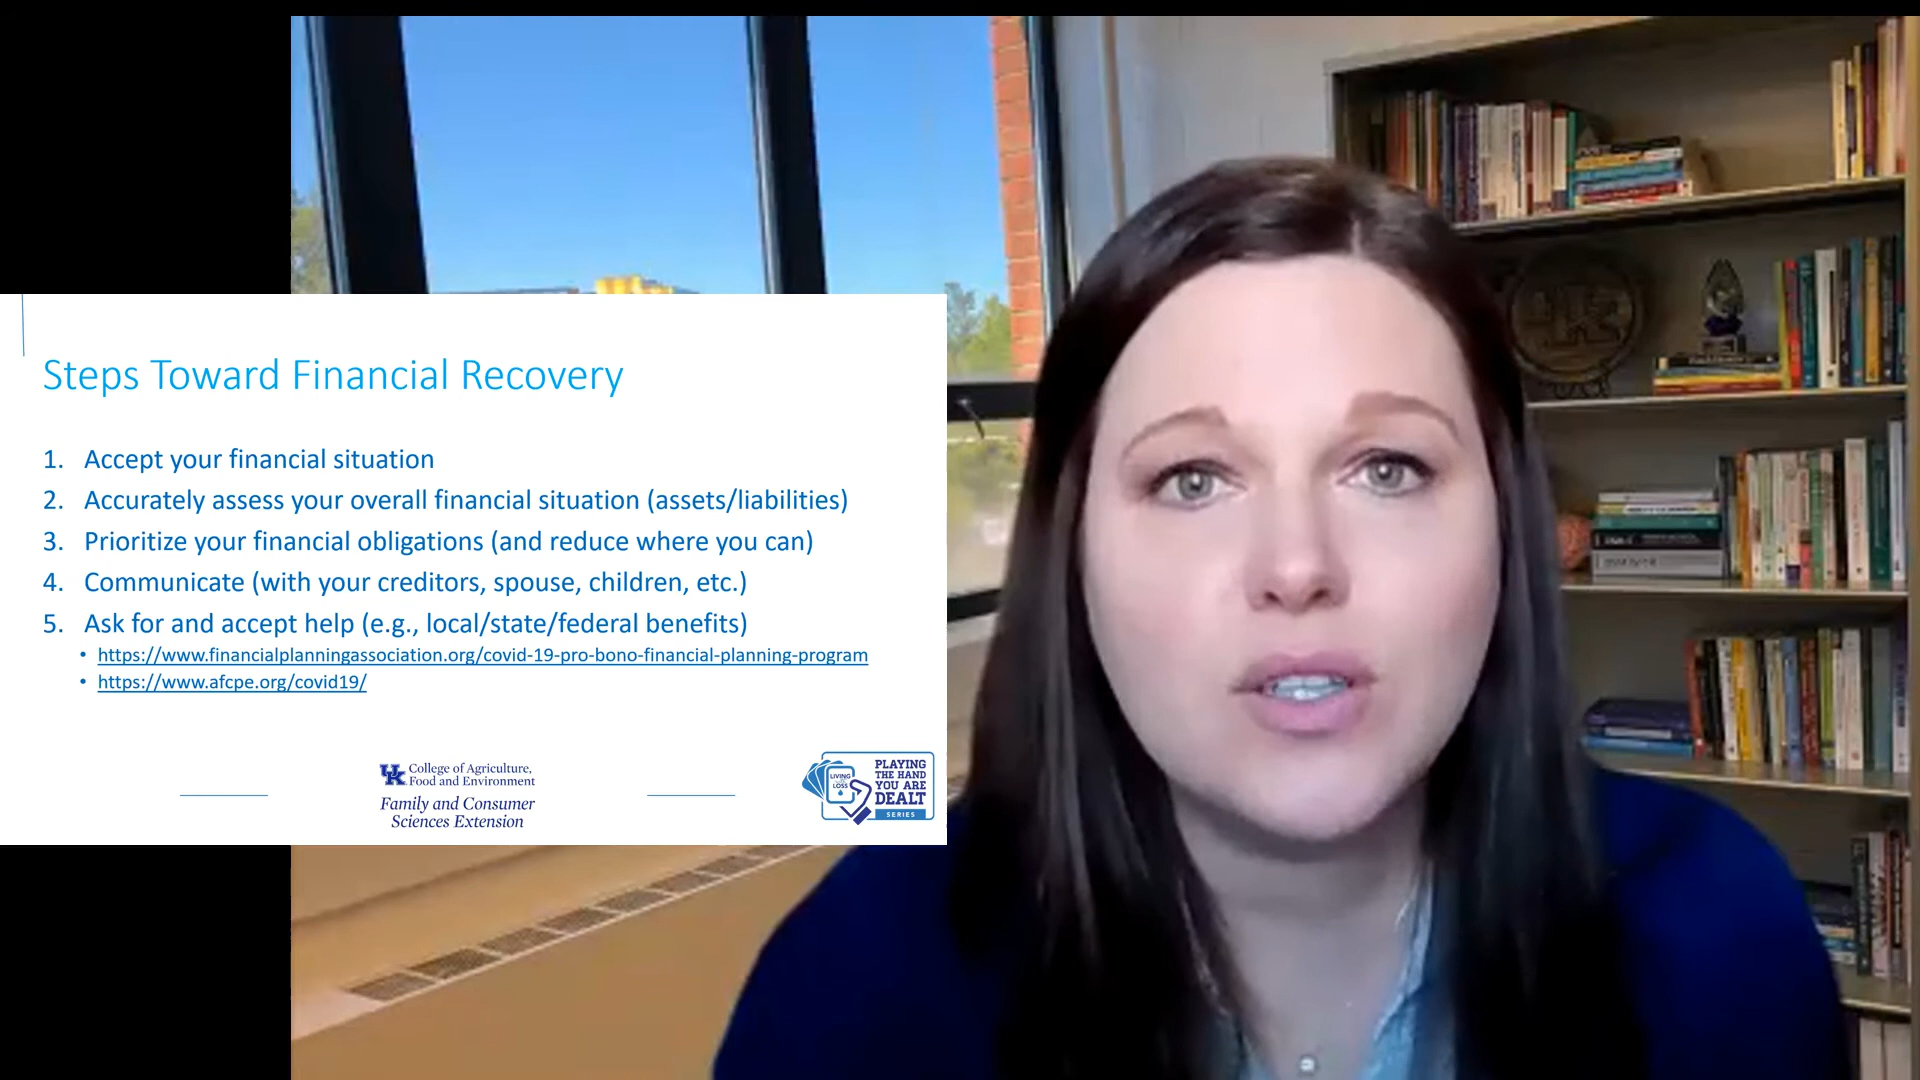 Steps Toward Financial Recovery
1. Accept your financial situation
2. Accurately assess your overall financial situation (assets/liabilities)
3. Prioritize your financial obligations (and reduce where you can)
4. Communicate (with your creditors, spouse, children, etc.)
5. Ask for and accept help (e.g., local/state/federal benefits)
• https://www.financialplanningassociation.org/covid-19-pro-bono-financial-planning-program
• https://www.afcpe.org/covid19/
UK College of Agriculture,
Food and Environment
Family and Consumer
Sciences Extension
LIVING
LOSS
PLAYING
THE HAND
YOU ARE
DEALT
SERIES